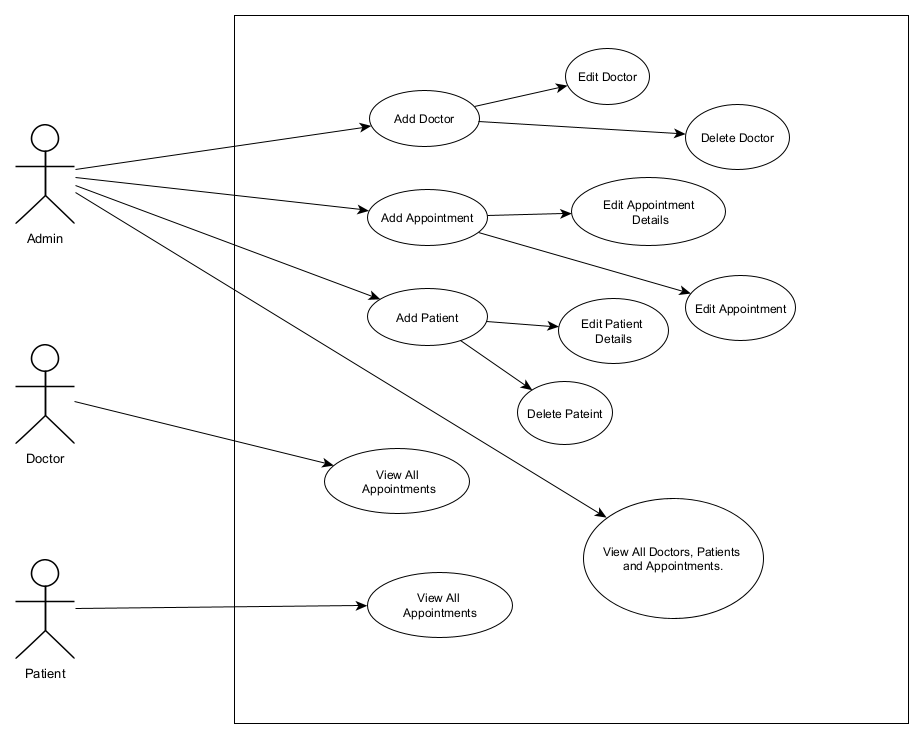 Edit Doctor
Add Doctor
Delete Doctor
Edit Appointment
Details
Add Appointment
Admin
Edit Appointment
Add Patient
Edit Patient
Details
Delete Pateint
Doctor
View All
Appointments
View All Doctors, Patients
and Appointments.
View All
Appointments
Patient